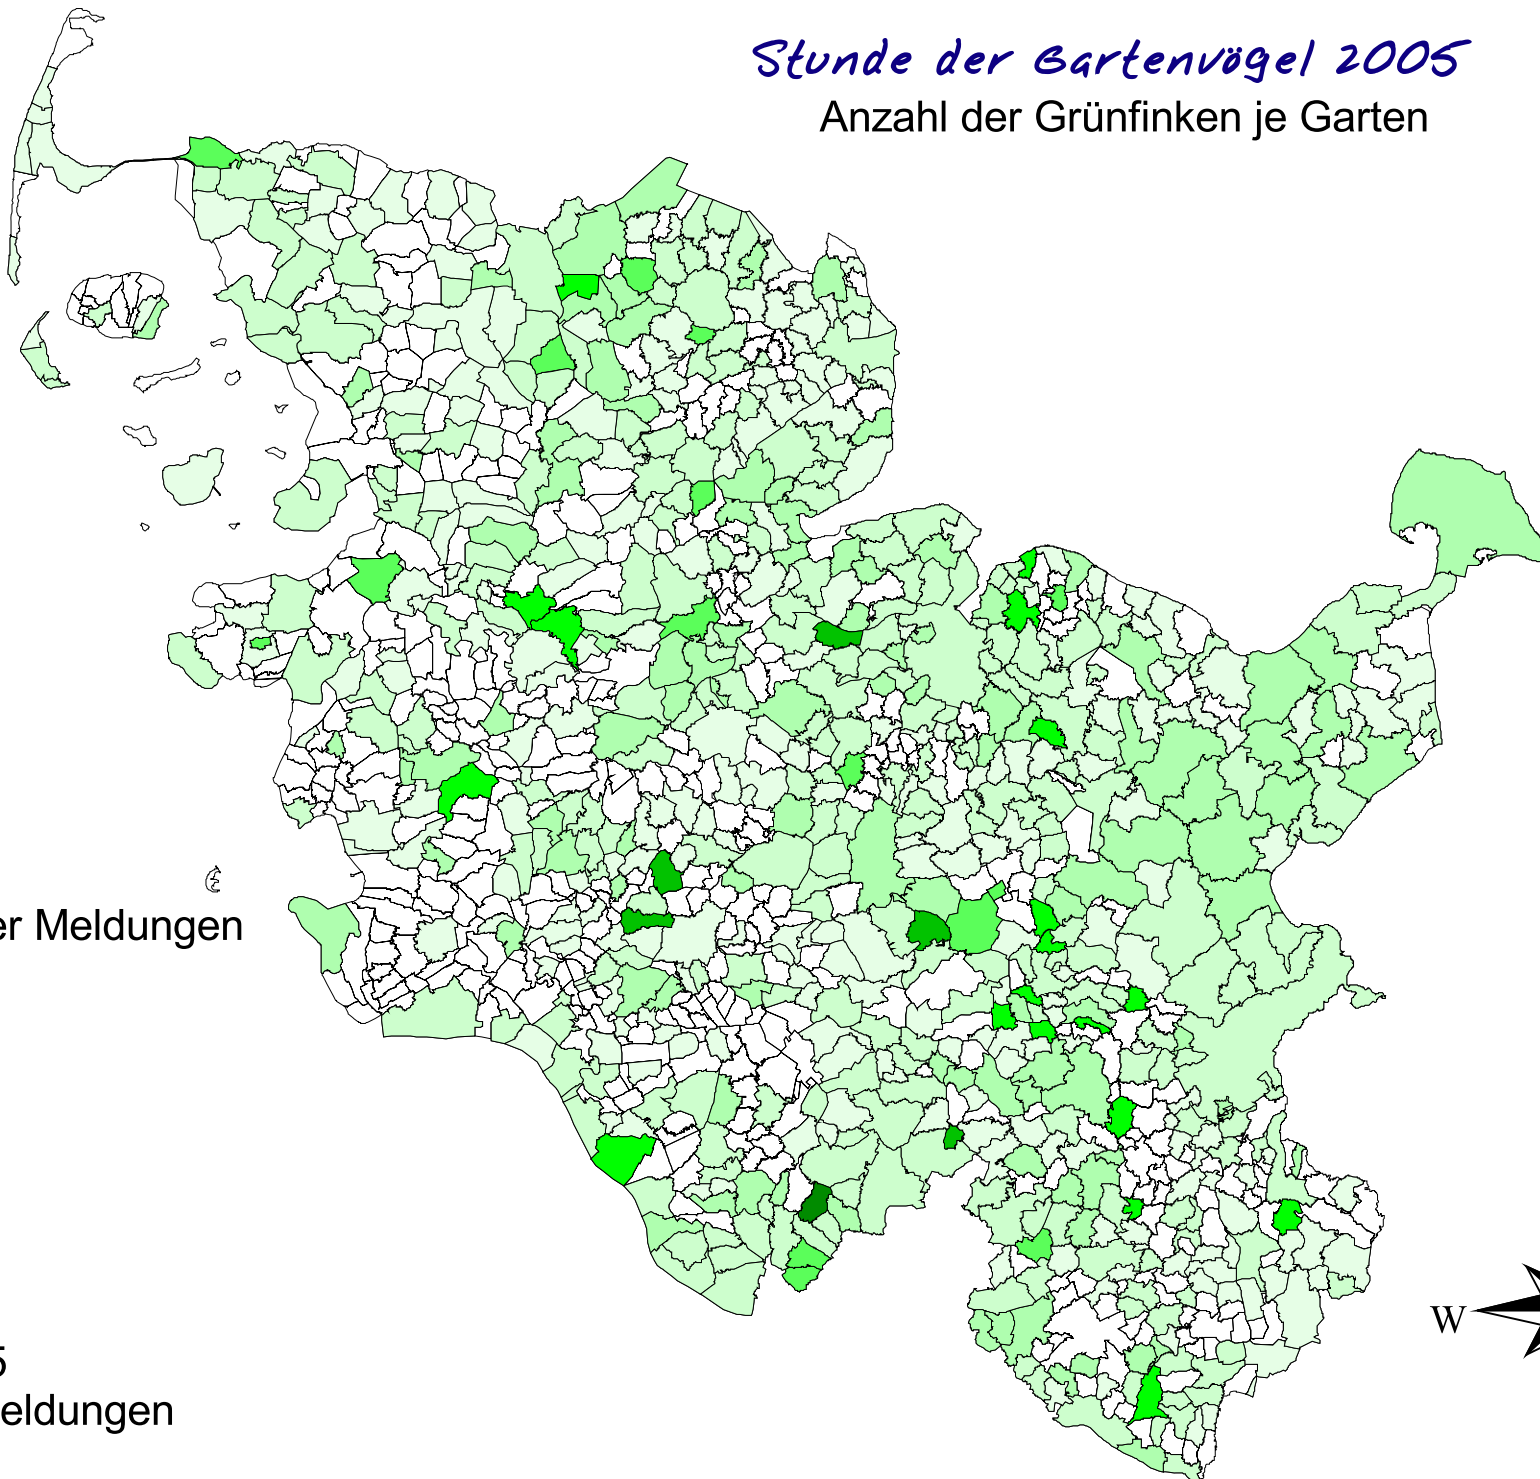 Stunde der Gartenvögel 2005
Anzahl der Grünfinken je Garten
er Meldungen
W
5
eldungen